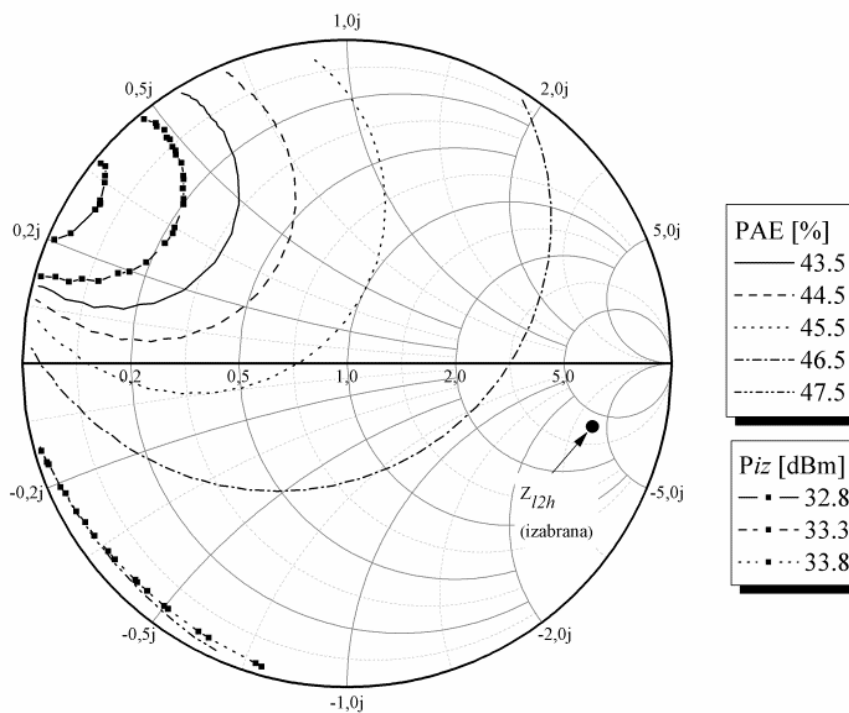 1,0j
0,5j
2,0j
0,2j
5,0j
PAE [%]
43.5
44.5
45.5
46.5
47.5
0,2
0,5
1,0
2,0
5,0
Piz [dBm]
32.8
33.3
33.8
Zl2h
(izabrana)
-0,2j
-5,0j
-0,5j
-2,0j
-1,0j